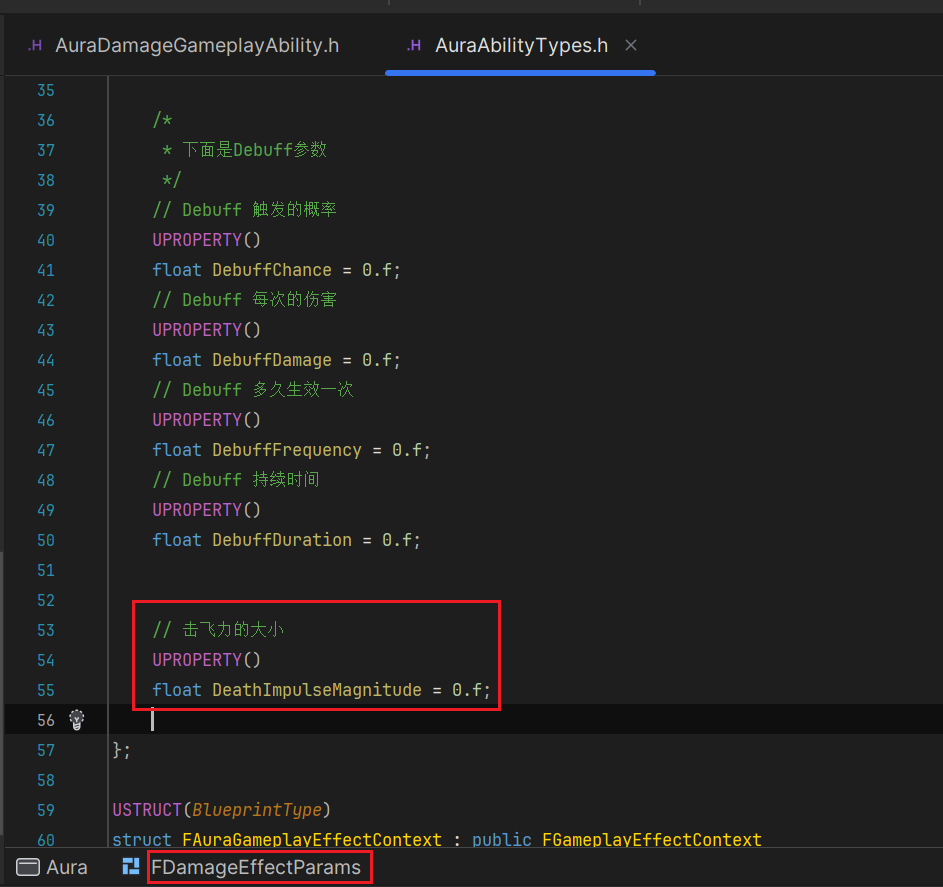 .H AuraDamageGameplayAbility.h .H AuraAbilityTypes.h
35
36 /*
37 * 下面是Debuff参数
38 */
39 // Debuff 触发的概率
40 UPROPERTY()
41 float DebuffChance = 0.f;
42 // Debuff 每次的伤害
43 UPROPERTY()
44 float DebuffDamage = 0.f;
45 // Debuff 多久生效一次
46 UPROPERTY()
47 float DebuffFrequency = 0.f;
48 // Debuff 持续时间
49 UPROPERTY()
50 float DebuffDuration = 0.f;
51
52
53 // 击飞力的大小
54 UPROPERTY()
55 float DeathImpulseMagnitude = 0.f;
56
57 };
58
59 USTRUCT(BlueprintType)
60 struct FAuraGameplayEffectContext : public FGameplayEffectContext
Aura FDamageEffectParams